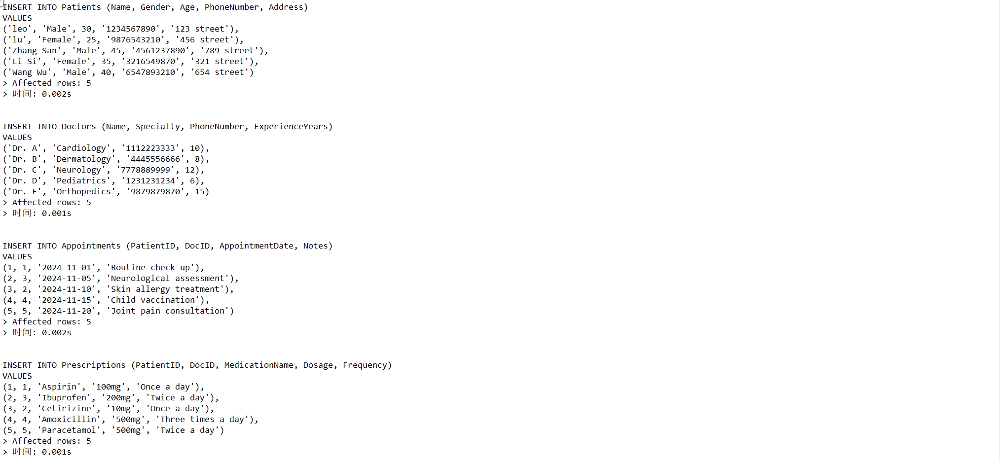 INSERT INTO Patients (Name, Gender, Age, PhoneNumber, Address)
VALUES
('leo', 'Male', 30, '1234567890', '123 street'),
('lu', 'Female', 25, '9876543210', '456 street'),
('Zhang San', 'Male', 45, '4561237890', '789 street'),
('Li Si', 'Female', 35, '3216549870', '321 street'),
('Wang Wu', 'Male', 40, '6547893210', '654 street')
> Affected rows: 5
> 时间: 0.002s
INSERT INTO Doctors (Name, Specialty, PhoneNumber, ExperienceYears)
VALUES
('Dr. A', 'Cardiology', '1112223333', 10),
('Dr. B', 'Dermatology', '4445556666', 8),
('Dr. C', 'Neurology', '7778889999', 12),
('Dr. D', 'Pediatrics', '1231231234', 6),
('Dr. E', 'Orthopedics', '9879879870', 15)
> Affected rows: 5
> 时间: 0.001s
INSERT INTO Appointments (PatientID, DocID, AppointmentDate, Notes)
VALUES
(1, 1, '2024-11-01', 'Routine check-up'),
(2, 3, '2024-11-05', 'Neurological assessment'),
(3, 2, '2024-11-10', 'Skin allergy treatment'),
(4, 4, '2024-11-15', 'Child vaccination'),
(5, 5, '2024-11-20', 'Joint pain consultation')
> Affected rows: 5
> 时间: 0.002s
INSERT INTO Prescriptions (PatientID, DocID, MedicationName, Dosage, Frequency)
VALUES
(1, 1, 'Aspirin', '100mg', 'Once a day'),
(2, 3, 'Ibuprofen', '200mg', 'Twice a day'),
(3, 2, 'Cetirizine', '10mg', 'Once a day'),
(4, 4, 'Amoxicillin', '500mg', 'Three times a day'),
(5, 5, 'Paracetamol', '500mg', 'Twice a day')
> Affected rows: 5
> 时间: 0.001s